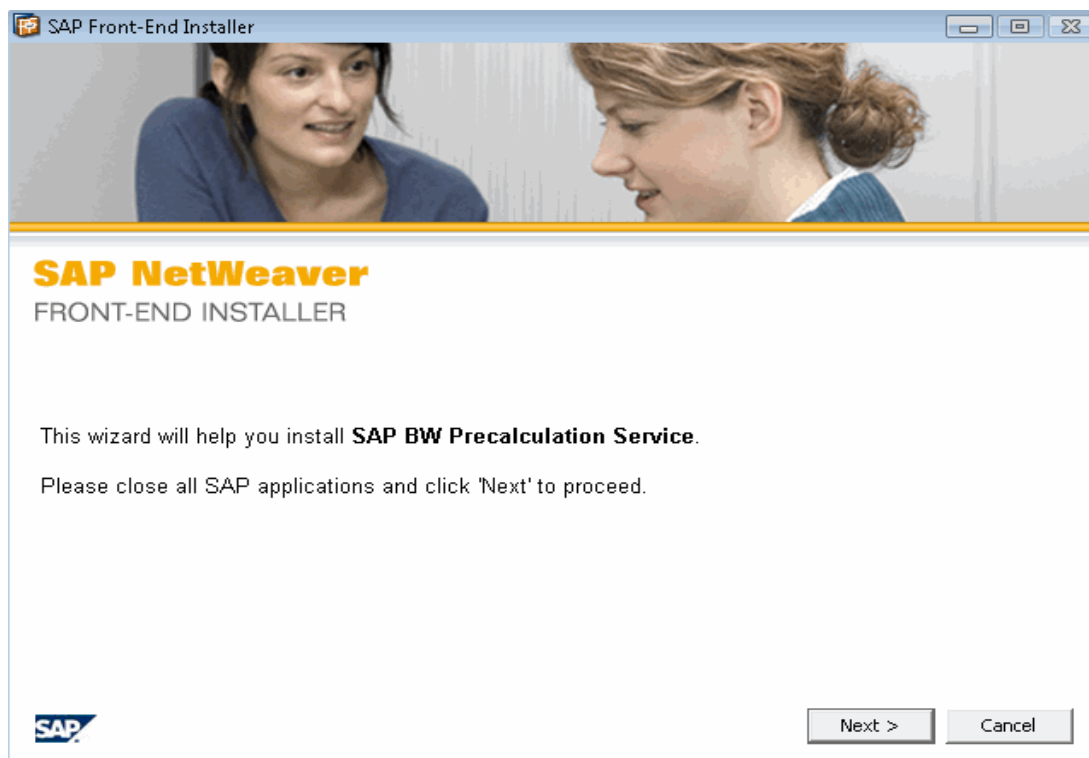 SAP Front-End Installer
SAP NetWeaver
FRONT-END INSTALLER
This wizard will help you install SAP BW Precalculation Service.
Please close all SAP applications and click 'Next' to proceed.
SAP
Next >
Cancel